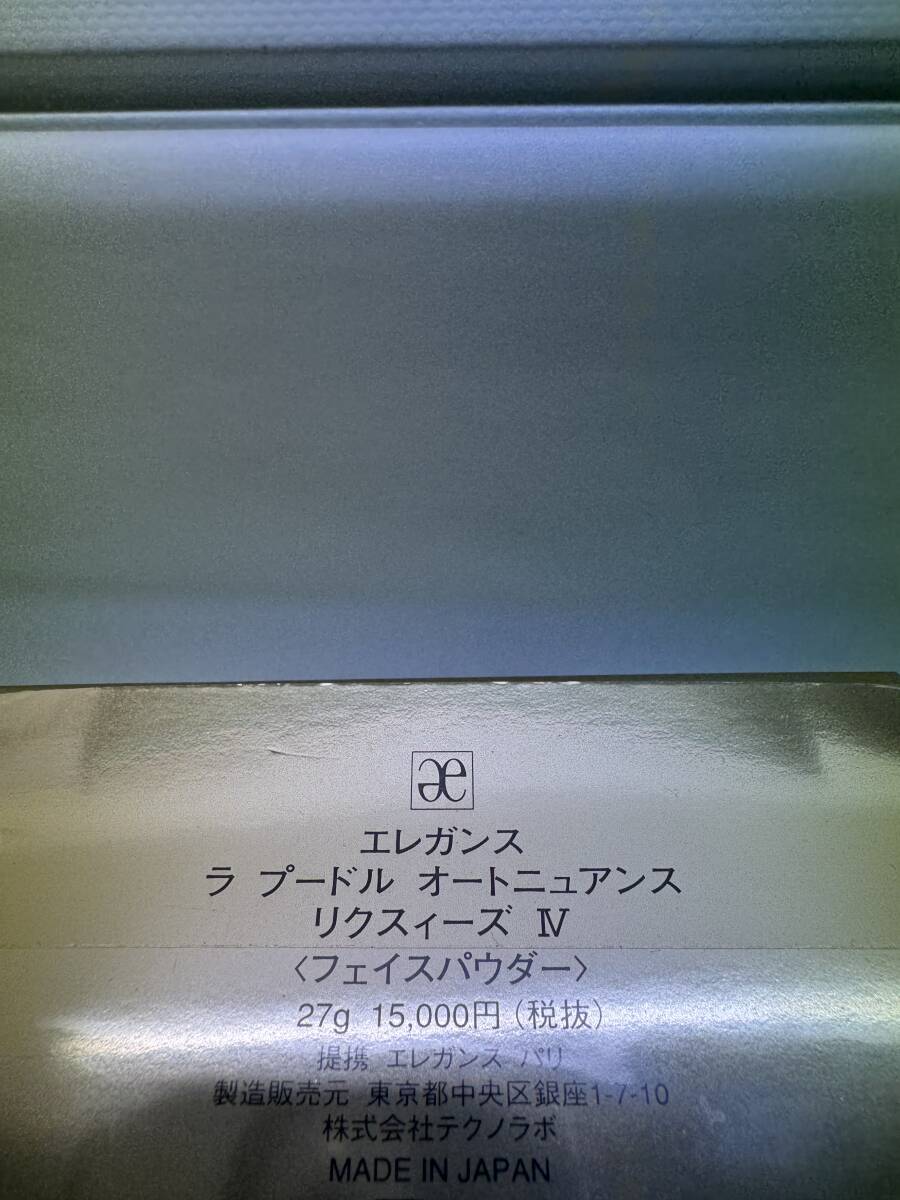 æ
エレガンス
ラ プードル オートニュアンス
リクスィーズ Ⅳ
〈フェイスパウダー〉
27g 15,000円（税抜）
提携 エレガンス パリ
製造販売元 東京都中央区銀座1-7-10
株式会社テクノラボ
MADE IN JAPAN